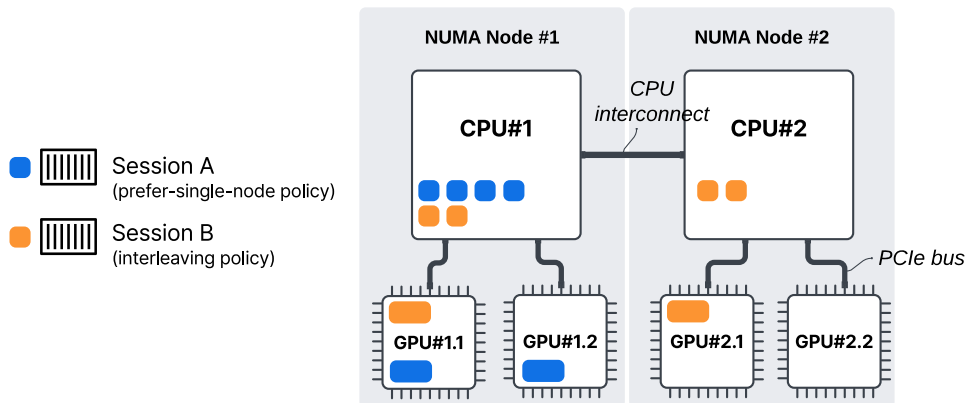 NUMA Node #1
NUMA Node #2
CPU
interconnect
CPU#1
CPU#2
Session A
(prefer-single-node policy)
Session B
(interleaving policy)
PCIe bus
GPU#1.1
GPU#1.2
GPU#2.1
GPU#2.2